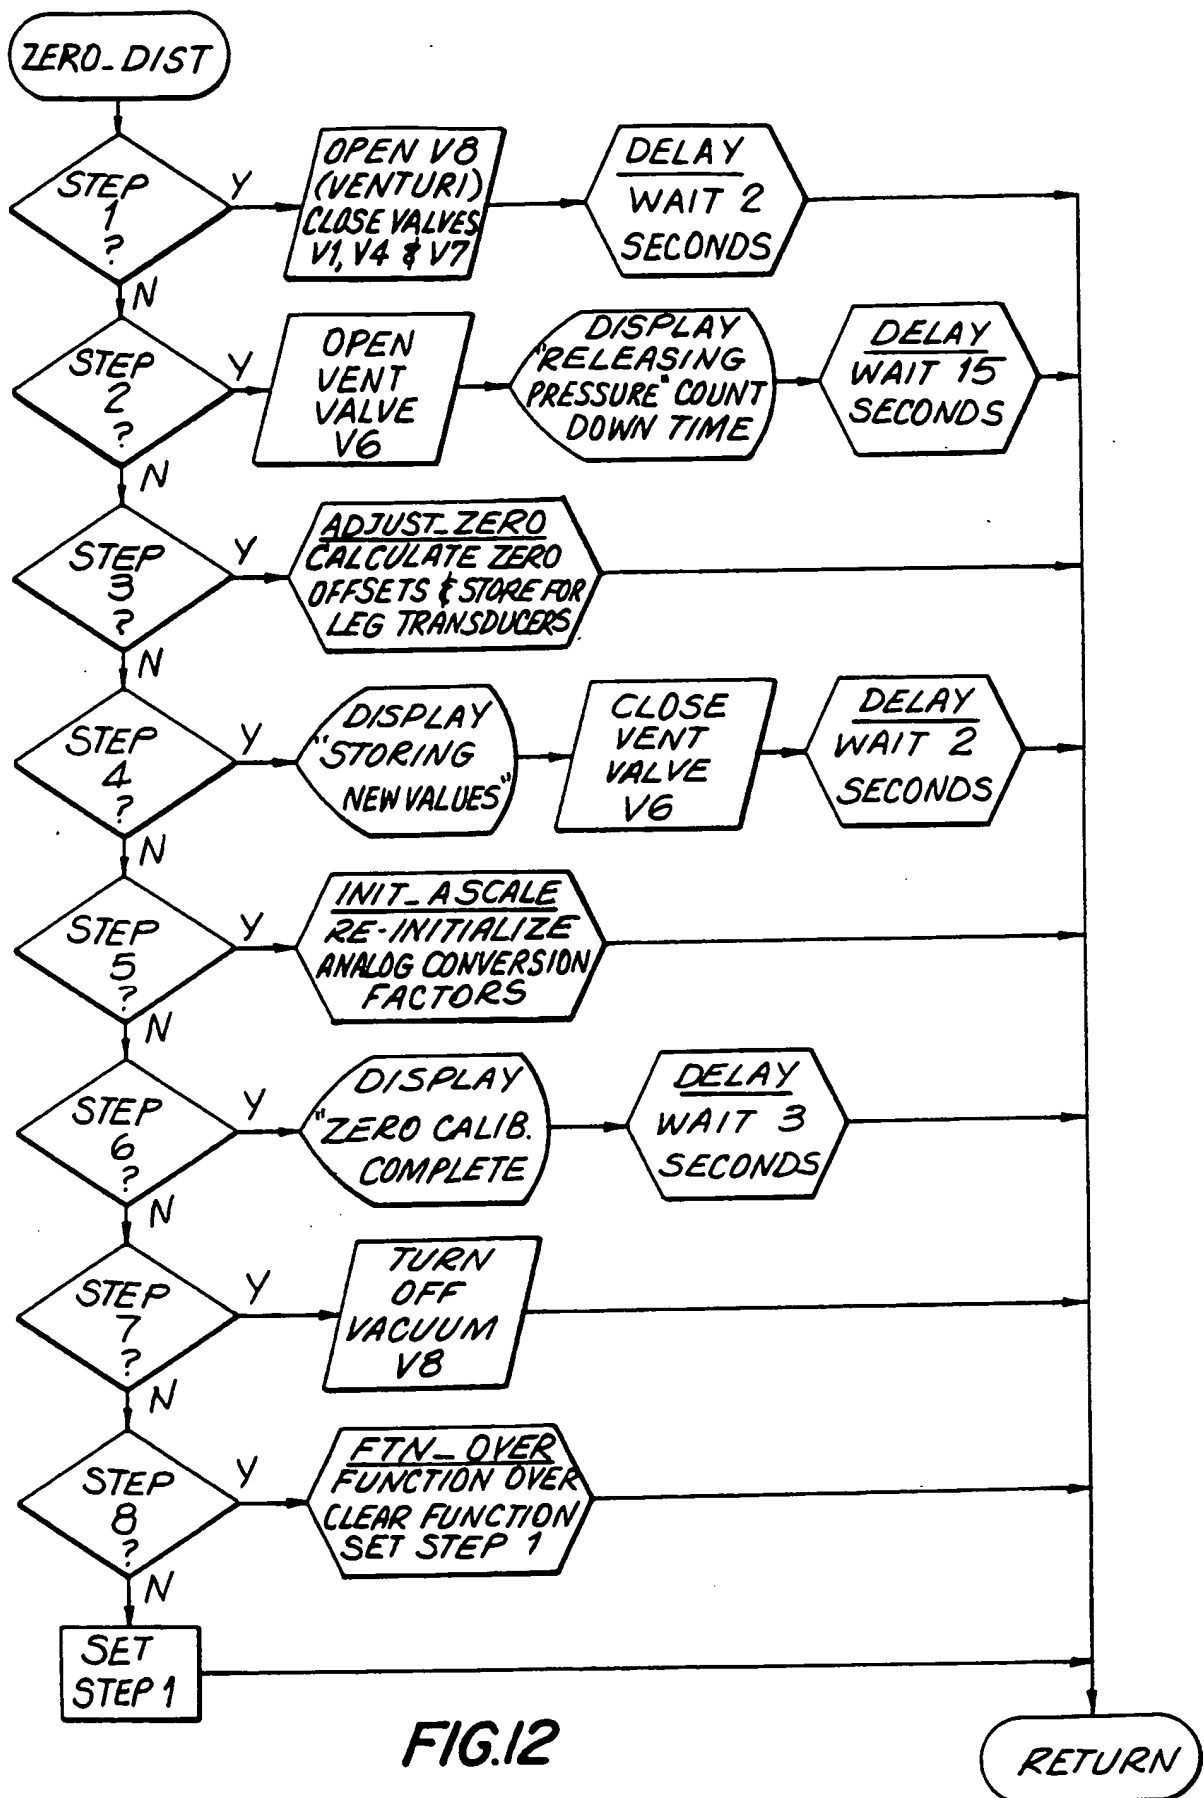 ZERO_DIST
STEP
1
?
Y
OPEN V8
(VENTURI)
CLOSE VALVES
V1, V4 & V7
DELAY
WAIT 2
SECONDS
N
STEP
2
?
Y
OPEN
VENT
VALVE
V6
DISPLAY
"RELEASING
PRESSURE" COUNT
DOWN TIME
DELAY
WAIT 15
SECONDS
N
STEP
3
?
Y
ADJUST_ZERO
CALCULATE ZERO
OFFSETS & STORE FOR
LEG TRANSDUCERS
N
STEP
4
?
Y
DISPLAY
"STORING
NEW VALUES"
CLOSE
VENT
VALVE
V6
DELAY
WAIT 2
SECONDS
N
STEP
5
?
Y
INIT_ASCALE
RE-INITIALIZE
ANALOG CONVERSION
FACTORS
N
STEP
6
?
Y
DISPLAY
"ZERO CALIB.
COMPLETE
DELAY
WAIT 3
SECONDS
N
STEP
7
?
Y
TURN
OFF
VACUUM
V8
N
STEP
8
?
Y
FTN_OVER
FUNCTION OVER
CLEAR FUNCTION
SET STEP 1
N
SET
STEP 1
RETURN
FIG.12